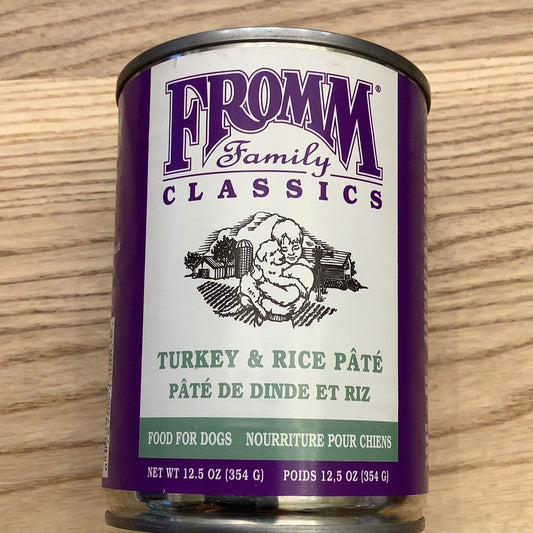 FROMM®
Family
CLASSICS
TURKEY & RICE PÂTÉ
PÂTÉ DE DINDE ET RIZ
FOOD FOR DOGS NOURRITURE POUR CHIENS
NET WT 12.5 OZ (354 G) POIDS 12,5 OZ (354 G)